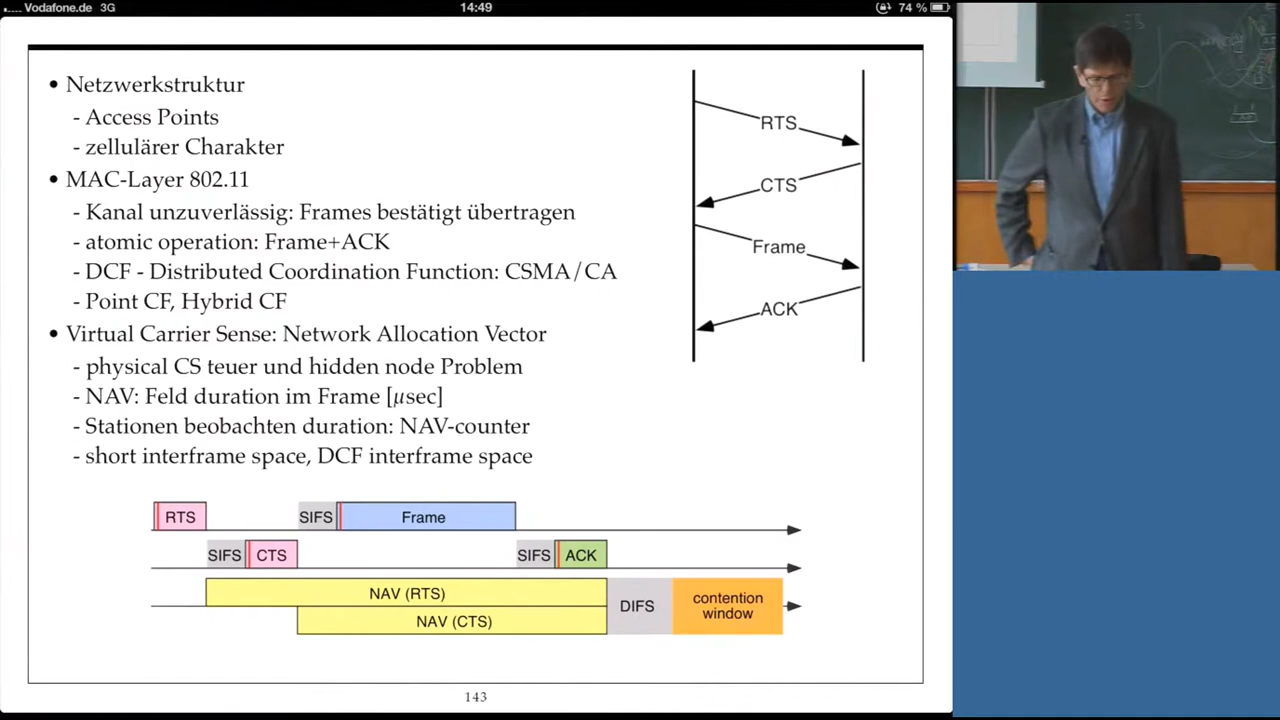 Vodafone.de 3G 14:49 74 %
• Netzwerkstruktur
- Access Points
- zellulärer Charakter
• MAC-Layer 802.11
- Kanal unzuverlässig: Frames bestätigt übertragen
- atomic operation: Frame+ACK
- DCF - Distributed Coordination Function: CSMA/CA
- Point CF, Hybrid CF
• Virtual Carrier Sense: Network Allocation Vector
- physical CS teuer und hidden node Problem
- NAV: Feld duration im Frame [μsec]
- Stationen beobachten duration: NAV-counter
- short interframe space, DCF interframe space
RTS
CTS
Frame
ACK
RTS SIFS Frame
SIFS CTS SIFS ACK
NAV (RTS)
NAV (CTS)
DIFS
contention
window
143